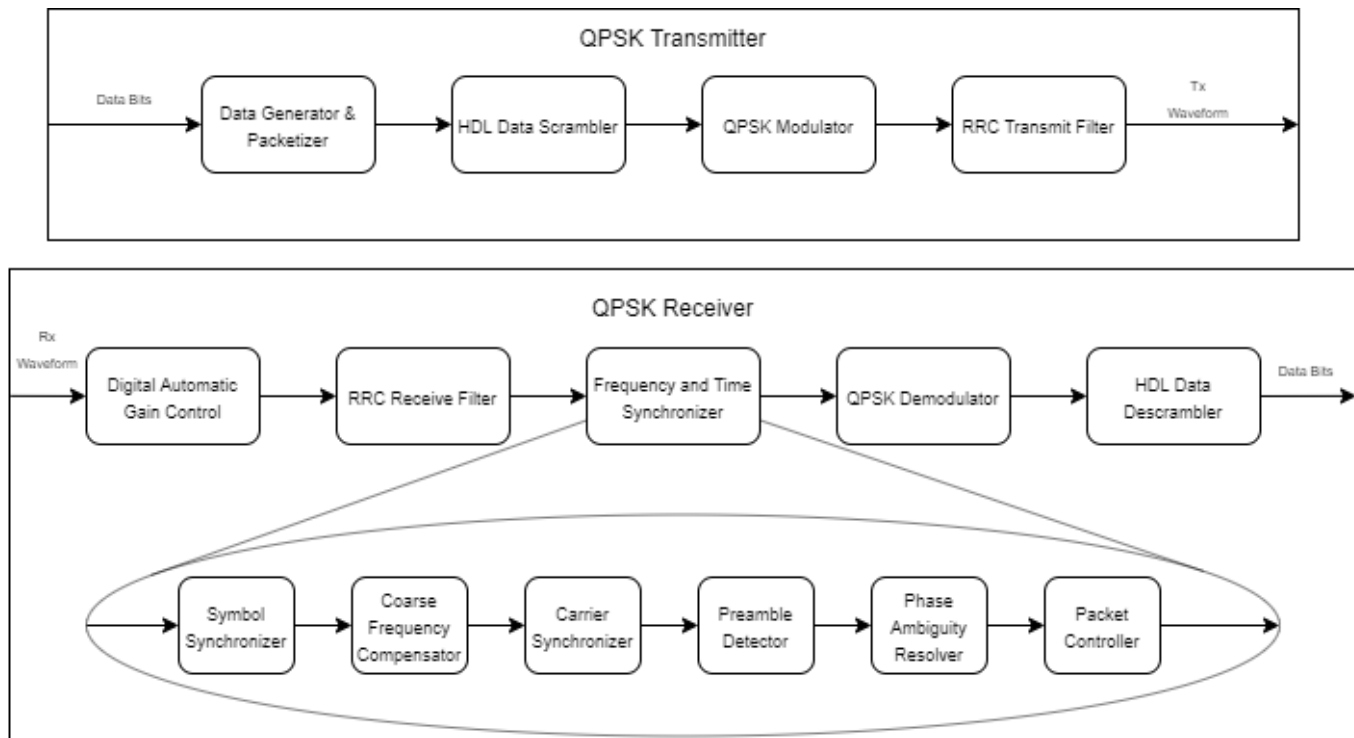 QPSK Transmitter
Data Bits
Data Generator &
Packetizer
HDL Data Scrambler
QPSK Modulator
RRC Transmit Filter
Tx
Waveform
QPSK Receiver
Rx
Waveform
Digital Automatic
Gain Control
RRC Receive Filter
Frequency and Time
Synchronizer
QPSK Demodulator
HDL Data
Descrambler
Data Bits
Symbol
Synchronizer
Coarse
Frequency
Compensator
Carrier
Synchronizer
Preamble
Detector
Phase
Ambiguity
Resolver
Packet
Controller